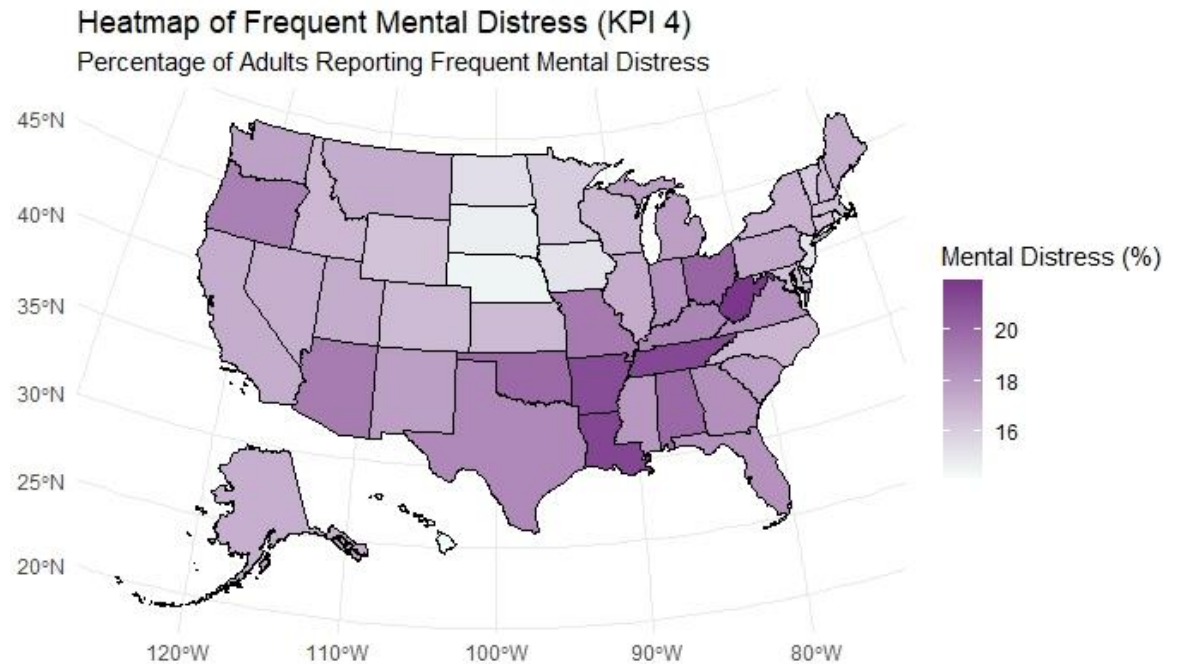 Heatmap of Frequent Mental Distress (KPI 4)
Percentage of Adults Reporting Frequent Mental Distress
45°N
40°N
35°N
30°N
25°N
20°N
120°W
110°W
100°W
90°W
80°W
Mental Distress (%)
20
18
16